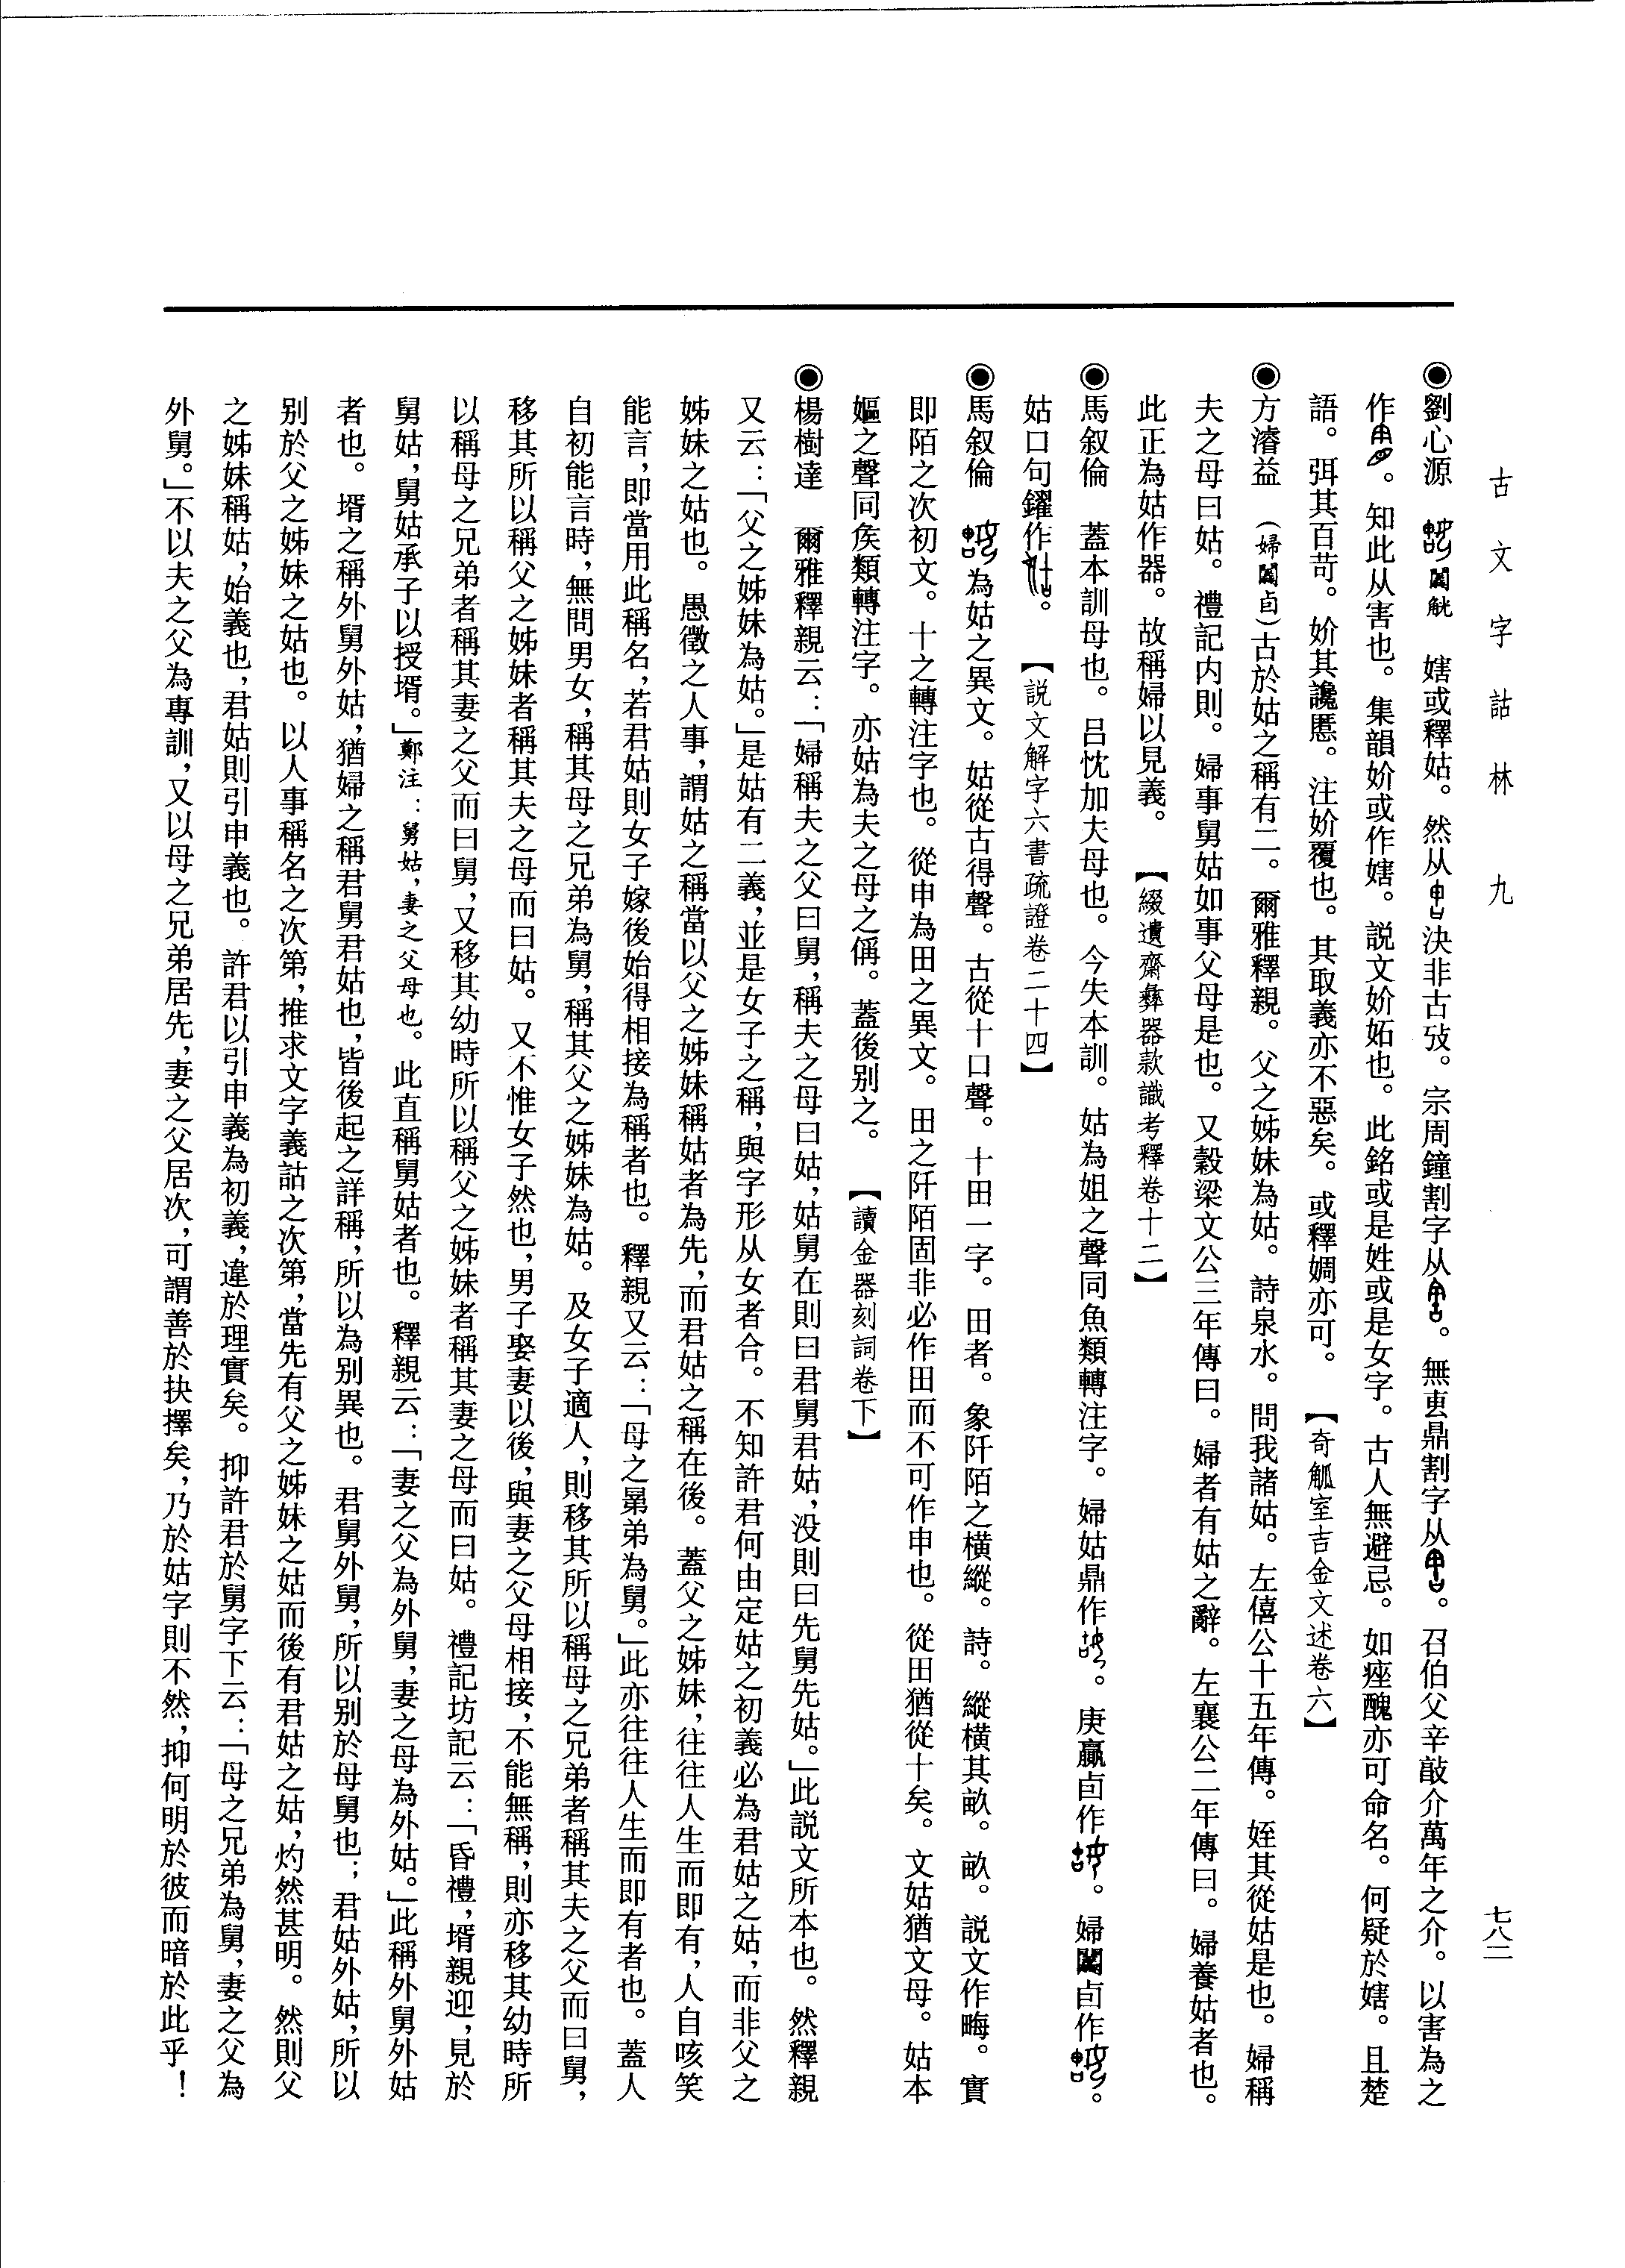 古文字詁林 九
七八二
◉劉心源 嫎或釋姑。然从決非古攷。宗周鐘割字从。無叀鼎割字从。召伯父辛敲介萬年之介。以害為之
作。知此从害也。集韻妎或作嫎。説文妎妬也。此銘或是姓或是女字。古人無避忌。如痤醜亦可命名。何疑於嫎。且楚
語。弭其百苛。妎其讒慝。注妎覆也。其取義亦不惡矣。或釋婤亦可。【奇觚室吉金文述卷六】
◉方濬益 (婦卣)古於姑之稱有二。爾雅釋親。父之姊妹為姑。詩泉水。問我諸姑。左僖公十五年傳。姪其從姑是也。婦稱
夫之母曰姑。禮記内則。婦事舅姑如事父母是也。又穀梁文公三年傳曰。婦者有姑之辭。左襄公二年傳曰。婦養姑者也。
此正為姑作器。故稱婦以見義。【綴遺齋彝器款識考釋卷十二】
◉馬叙倫 蓋本訓母也。吕忱加夫母也。今失本訓。姑為姐之聲同魚類轉注字。婦姑鼎作。庚嬴卣作。婦卣作。
姑口句鑃作。【説文解字六書疏證卷二十四】
◉馬叙倫 為姑之異文。姑從古得聲。古從十口聲。十田一字。田者。象阡陌之横縱。詩。縱横其畝。畝。説文作畮。實
即陌之次初文。十之轉注字也。從申為田之異文。田之阡陌固非必作田而不可作申也。從田猶從十矣。文姑猶文母。姑本
嫗之聲同矦類轉注字。亦姑為夫之母之偁。蓋後别之。【讀金器刻詞卷下】
◉楊樹達 爾雅釋親云：「婦稱夫之父曰舅，稱夫之母曰姑，姑舅在則曰君舅君姑，没則曰先舅先姑。」此説文所本也。然釋親
又云：「父之姊妹為姑。」是姑有二義，並是女子之稱，與字形从女者合。不知許君何由定姑之初義必為君姑之姑，而非父之
姊妹之姑也。愚徵之人事，謂姑之稱當以父之姊妹稱姑者為先，而君姑之稱在後。蓋父之姊妹，往往人生而即有，人自咳笑
能言，即當用此稱名，若君姑則女子嫁後始得相接為稱者也。釋親又云：「母之晜弟為舅。」此亦往往人生而即有者也。蓋人
自初能言時，無問男女，稱其母之兄弟為舅，稱其父之姊妹為姑。及女子適人，則移其所以稱母之兄弟者稱其夫之父而曰舅，
移其所以稱父之姊妹者稱其夫之母而曰姑。又不惟女子然也，男子娶妻以後，與妻之父母相接，不能無稱，則亦移其幼時所
以稱母之兄弟者稱其妻之父而曰舅，又移其幼時所以稱父之姊妹者稱其妻之母而曰姑。禮記坊記云：「昏禮，壻親迎，見於
舅姑，舅姑承子以授壻。」鄭注：舅姑，妻之父母也。此直稱舅姑者也。釋親云：「妻之父為外舅，妻之母為外姑。」此稱外舅外姑
者也。壻之稱外舅外姑，猶婦之稱君舅君姑也，皆後起之詳稱，所以為别異也。君舅外舅，所以别於母舅也；君姑外姑，所以
别於父之姊妹之姑也。以人事稱名之次第，推求文字義詁之次第，當先有父之姊妹之姑而後有君姑之姑，灼然甚明。然則父
之姊妹稱姑，始義也，君姑則引申義也。許君以引申義為初義，違於理實矣。抑許君於舅字下云：「母之兄弟為舅，妻之父為
外舅。」不以夫之父為專訓，又以母之兄弟居先，妻之父居次，可謂善於抉擇矣，乃於姑字則不然，抑何明於彼而暗於此乎！